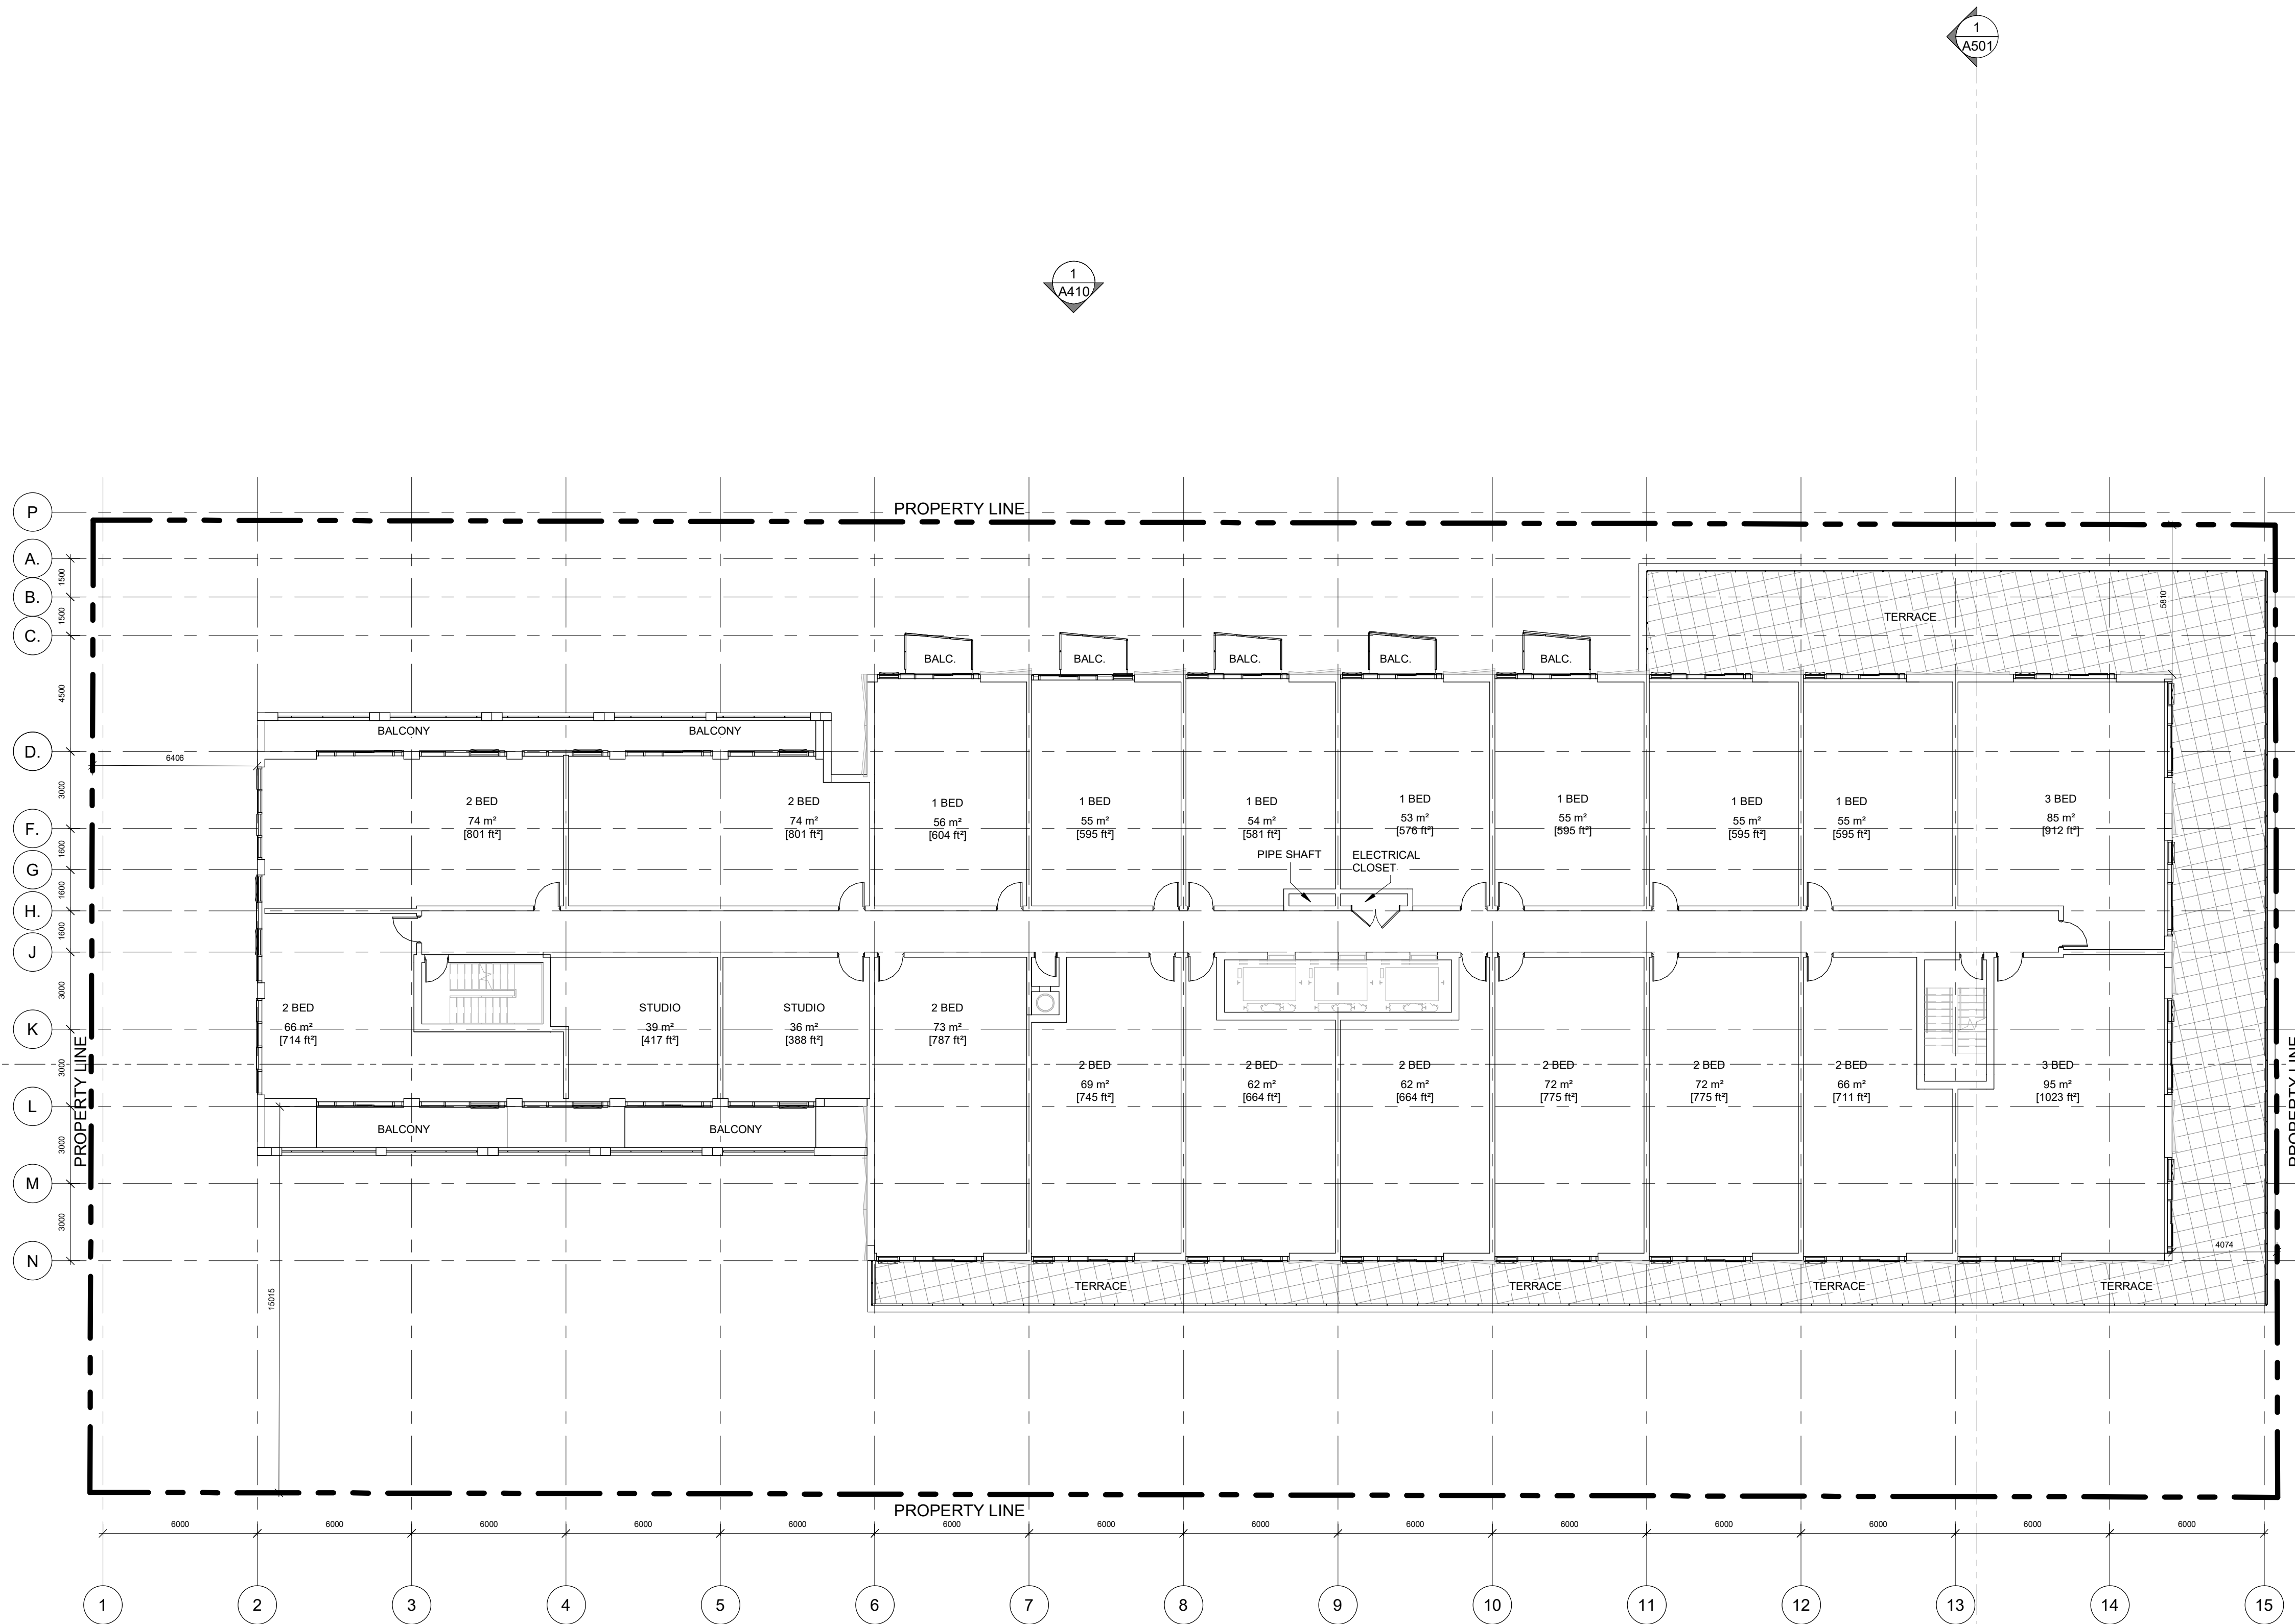 1
A501
1
A410
PROPERTY LINE
P
A.
B.
C.
D.
F.
G
H.
J
K
L
M
N
1500
1500
4500
3000
1600
1600
1600
3000
3000
3000
3000
5810
TERRACE
BALC.
BALC.
BALC.
BALC.
BALC.
BALCONY
BALCONY
6406
2 BED
74 m²
[801 ft²]
2 BED
74 m²
[801 ft²]
1 BED
56 m²
[604 ft²]
1 BED
55 m²
[595 ft²]
1 BED
54 m²
[581 ft²]
1 BED
53 m²
[576 ft²]
1 BED
55 m²
[595 ft²]
1 BED
55 m²
[595 ft²]
1 BED
55 m²
[595 ft²]
3 BED
85 m²
[912 ft²]
PIPE SHAFT
ELECTRICAL
CLOSET
2 BED
66 m²
[714 ft²]
STUDIO
39 m²
[417 ft²]
STUDIO
36 m²
[388 ft²]
2 BED
73 m²
[787 ft²]
2 BED
69 m²
[745 ft²]
2 BED
62 m²
[664 ft²]
2 BED
62 m²
[664 ft²]
2 BED
72 m²
[775 ft²]
2 BED
72 m²
[775 ft²]
2 BED
66 m²
[711 ft²]
3 BED
95 m²
[1023 ft²]
PROPERTY LINE
PROPERTY LINE
BALCONY
BALCONY
4074
TERRACE
TERRACE
TERRACE
TERRACE
15015
PROPERTY LINE
6000
6000
6000
6000
6000
6000
6000
6000
6000
6000
6000
6000
6000
6000
1
2
3
4
5
6
7
8
9
10
11
12
13
14
15